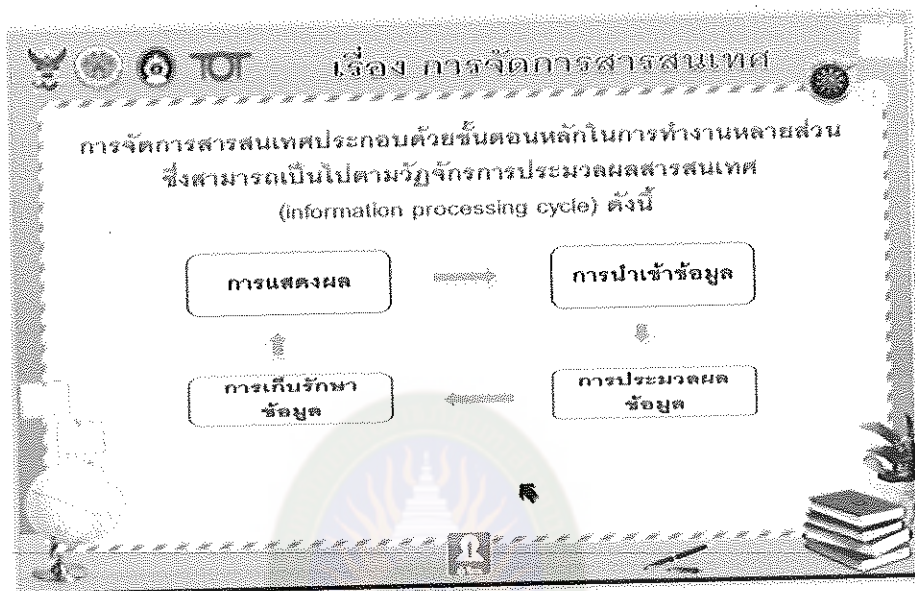 TOT
เรื่อง การจัดการสารสนเทศ
การจัดการสารสนเทศประกอบด้วยขั้นตอนหลักในการทำงานหลายส่วน
ซึ่งสามารถเป็นไปตามวัฏจักรการประมวลผลสารสนเทศ
(information processing cycle) ดังนี้
การแสดงผล
การนำเข้าข้อมูล
การเก็บรักษา
ข้อมูล
การประมวลผล
ข้อมูล